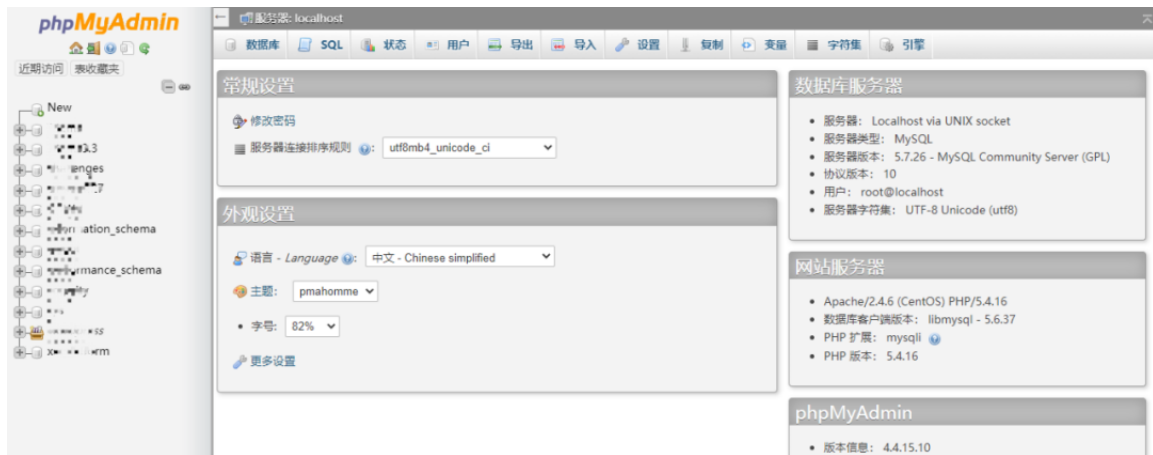 phpMyAdmin
近期访问 表收藏夹
New
enges
ation_schema
rmance_schema
服务器: localhost
数据库 SQL 状态 用户 导出 导入 设置 复制 变量 字符集 引擎
常规设置
修改密码
服务器连接排序规则 : utf8mb4_unicode_ci
外观设置
语言 - Language : 中文 - Chinese simplified
主题: pmahomme
字号: 82%
更多设置
数据库服务器
服务器: Localhost via UNIX socket
服务器类型: MySQL
服务器版本: 5.7.26 - MySQL Community Server (GPL)
协议版本: 10
用户: root@localhost
服务器字符集: UTF-8 Unicode (utf8)
网站服务器
Apache/2.4.6 (CentOS) PHP/5.4.16
数据库客户端版本: libmysql - 5.6.37
PHP 扩展: mysqli
PHP 版本: 5.4.16
phpMyAdmin
版本信息: 4.4.15.10